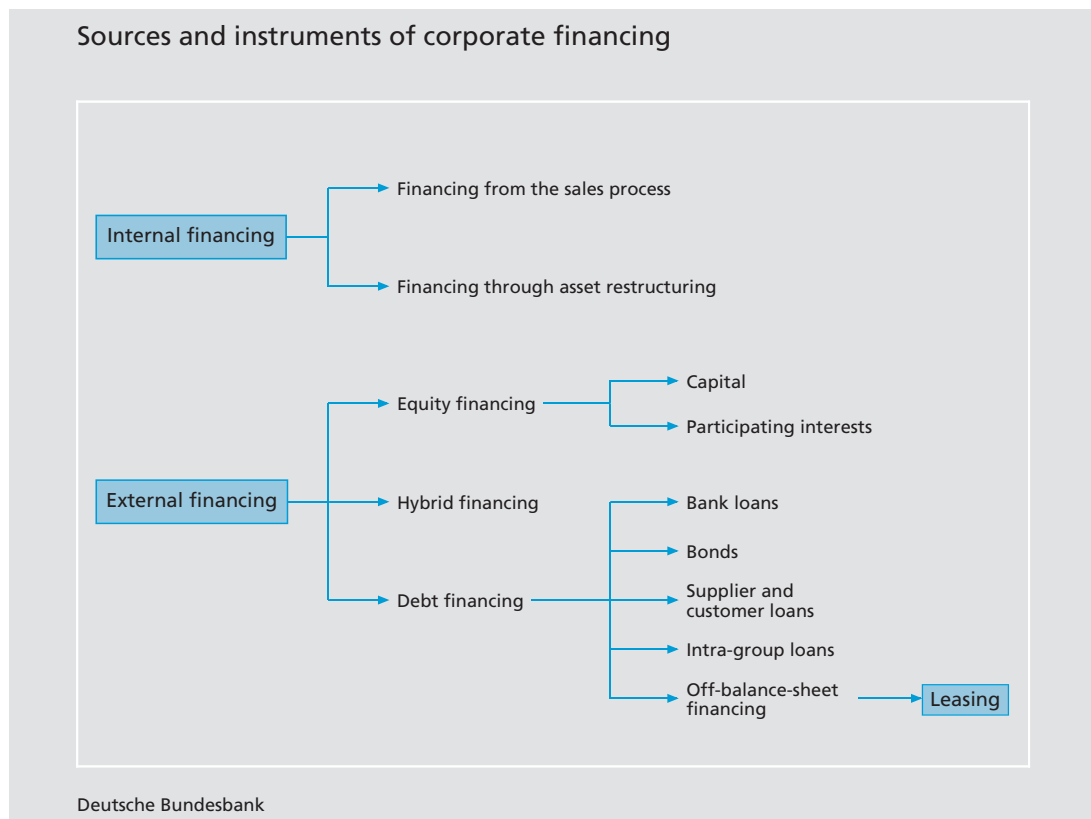 Sources and instruments of corporate financing
Financing from the sales process
Internal financing
Financing through asset restructuring
Capital
Equity financing
Participating interests
External financing
Hybrid financing
Bank loans
Bonds
Debt financing
Supplier and
customer loans
Intra-group loans
Off-balance-sheet
financing
Leasing
Deutsche Bundesbank